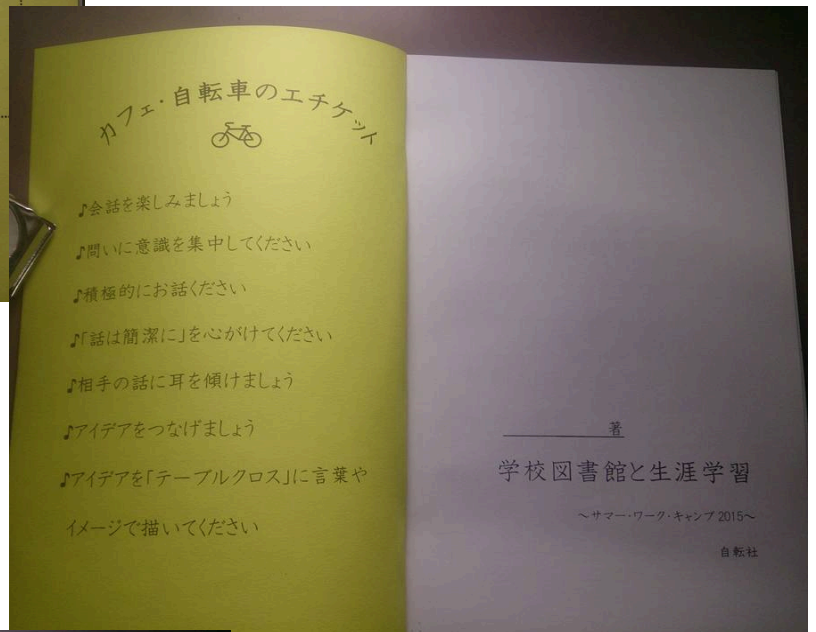 カフェ・自転車のエチケット
♪会話を楽しみましょう
♪問いに意識を集中してください
♪積極的にお話ください
♪「話は簡潔に」を心がけてください
♪相手の話に耳を傾けましょう
♪アイデアをつなげましょう
♪アイデアを「テーブルクロス」に言葉や
イメージで描いてください
著
学校図書館と生涯学習
～サマー・ワーク・キャンプ2015～
自転社